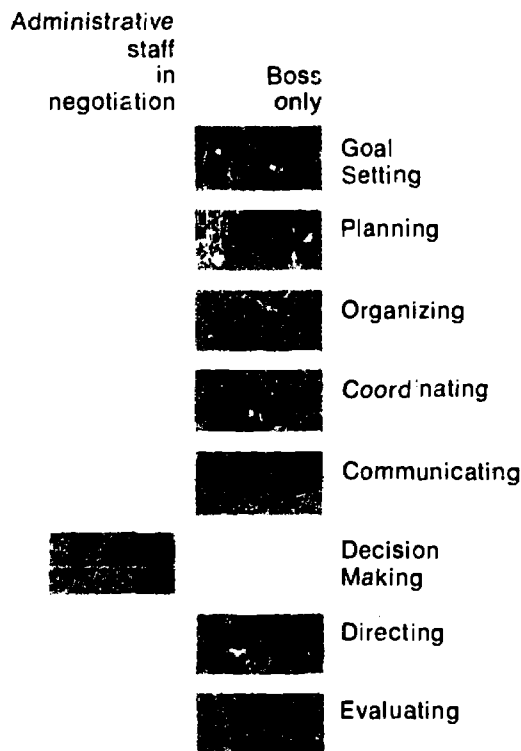 Administrative
staff
in
negotiation
Boss
only
Goal
Setting
Planning
Organizing
Coordinating
Communicating
Decision
Making
Directing
Evaluating